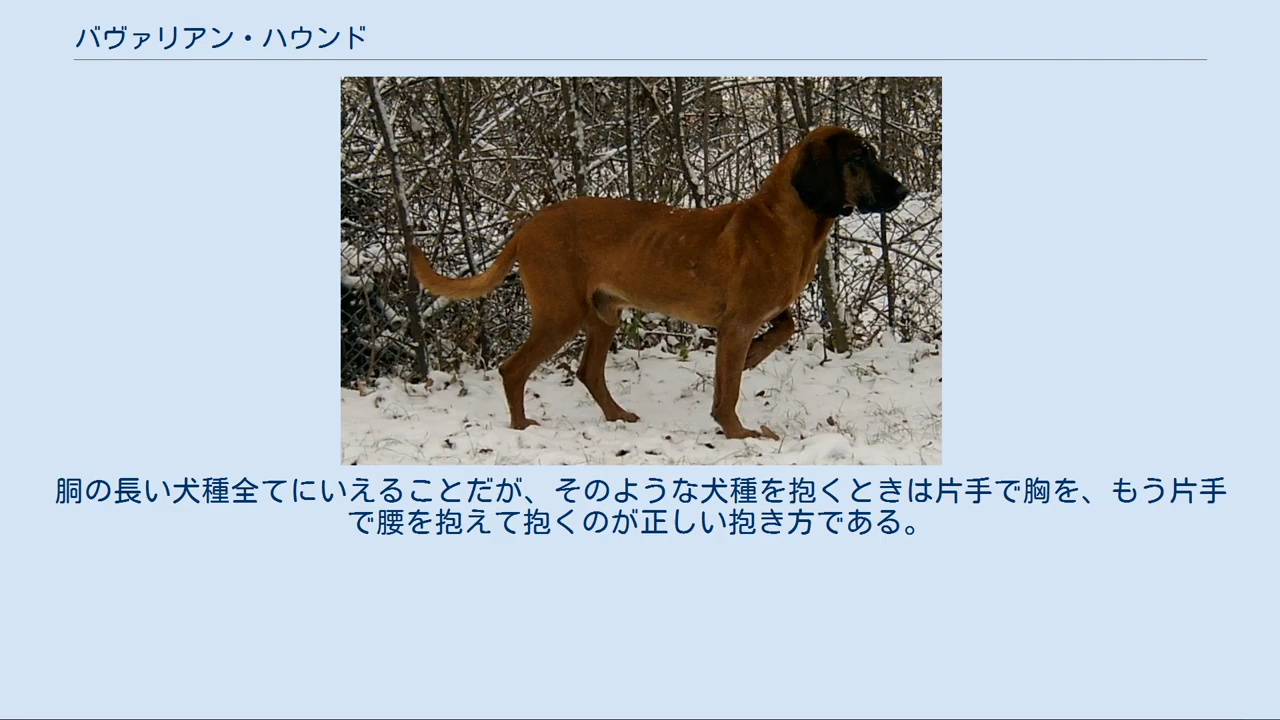 バヴァリアン・ハウンド
胴の長い犬種全てにいえることだが、そのような犬種を抱くときは片手で胸を、もう片手
で腰を抱えて抱くのが正しい抱き方である。